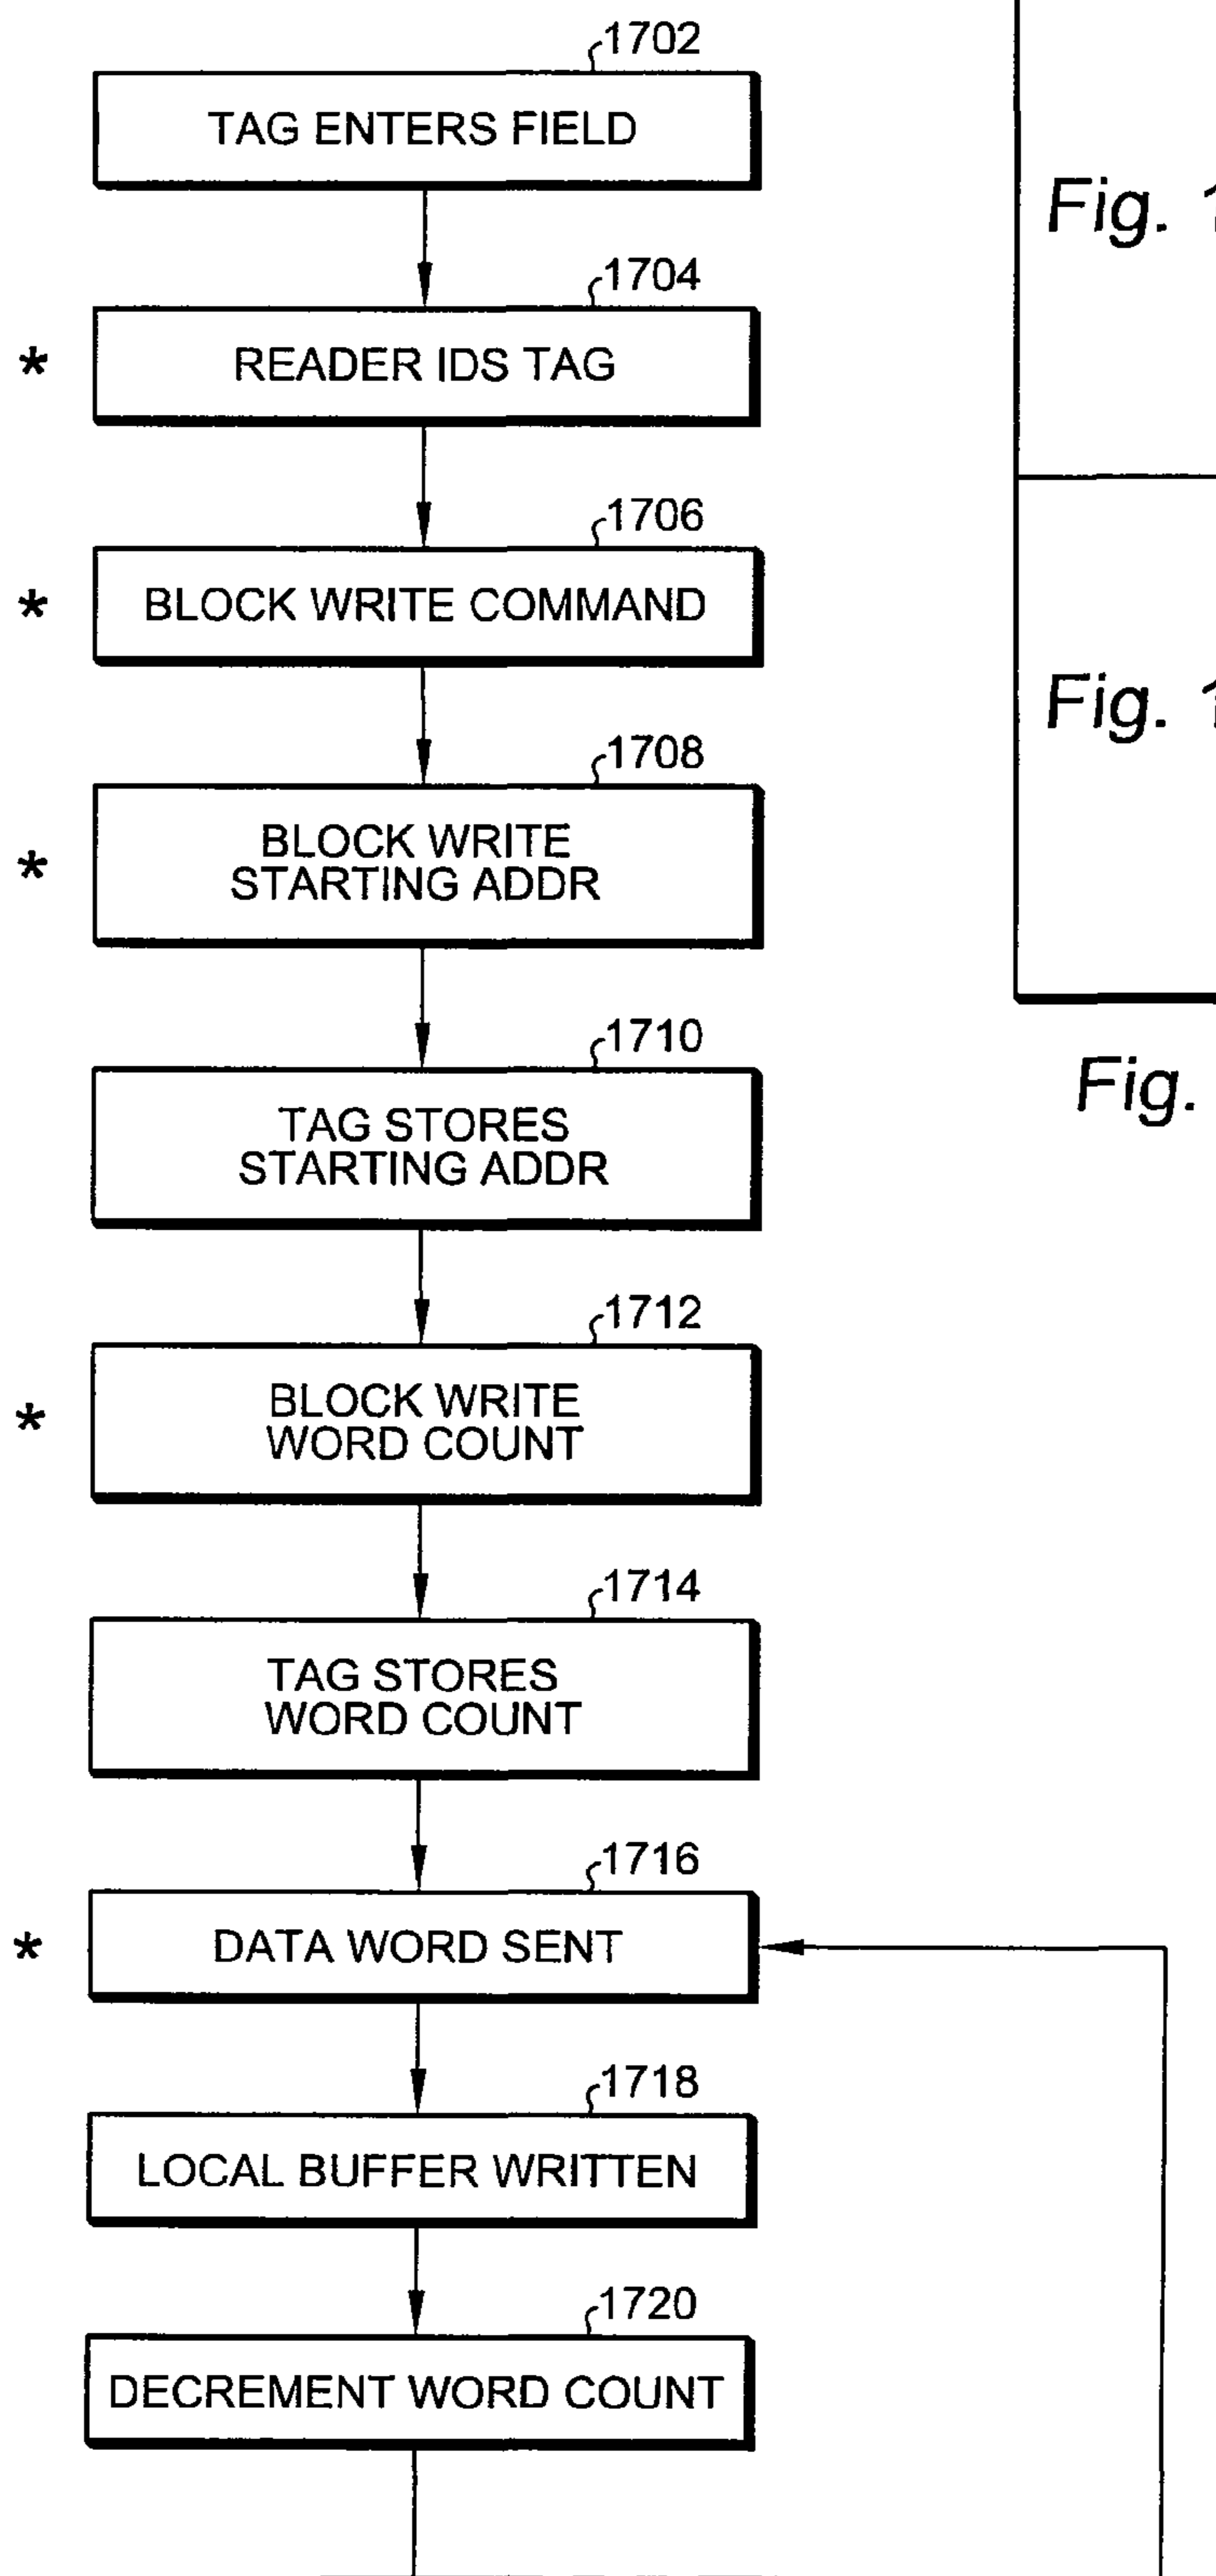 1702
TAG ENTERS FIELD
1704
* READER IDS TAG
1706
* BLOCK WRITE COMMAND
1708
* BLOCK WRITE
STARTING ADDR
1710
TAG STORES
STARTING ADDR
1712
* BLOCK WRITE
WORD COUNT
1714
TAG STORES
WORD COUNT
1716
* DATA WORD SENT
1718
LOCAL BUFFER WRITTEN
1720
DECREMENT WORD COUNT
Fig.
Fig.
Fig.